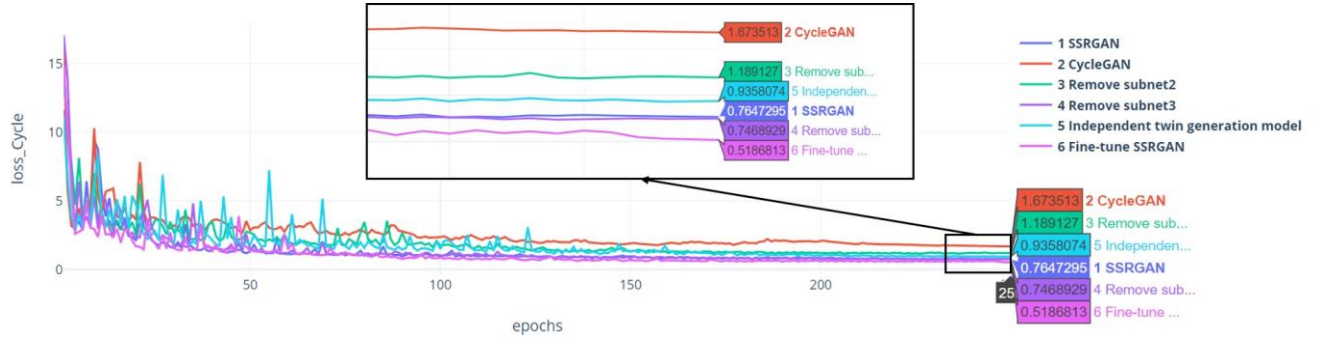 1.673513 2 CycleGAN
1.189127 3 Remove sub...
0.9358074 5 Independen...
0.7647295 1 SSRGAN
0.7468929 4 Remove sub...
0.5186813 6 Fine-tune ...
1 SSRGAN
2 CycleGAN
3 Remove subnet2
4 Remove subnet3
5 Independent twin generation model
6 Fine-tune SSRGAN
loss_Cycle
15
10
5
0
1.673513 2 CycleGAN
1.189127 3 Remove sub...
0.9358074 5 Independen...
0.7647295 1 SSRGAN
25 0.7468929 4 Remove sub...
0.5186813 6 Fine-tune ...
50 100 150 200
epochs